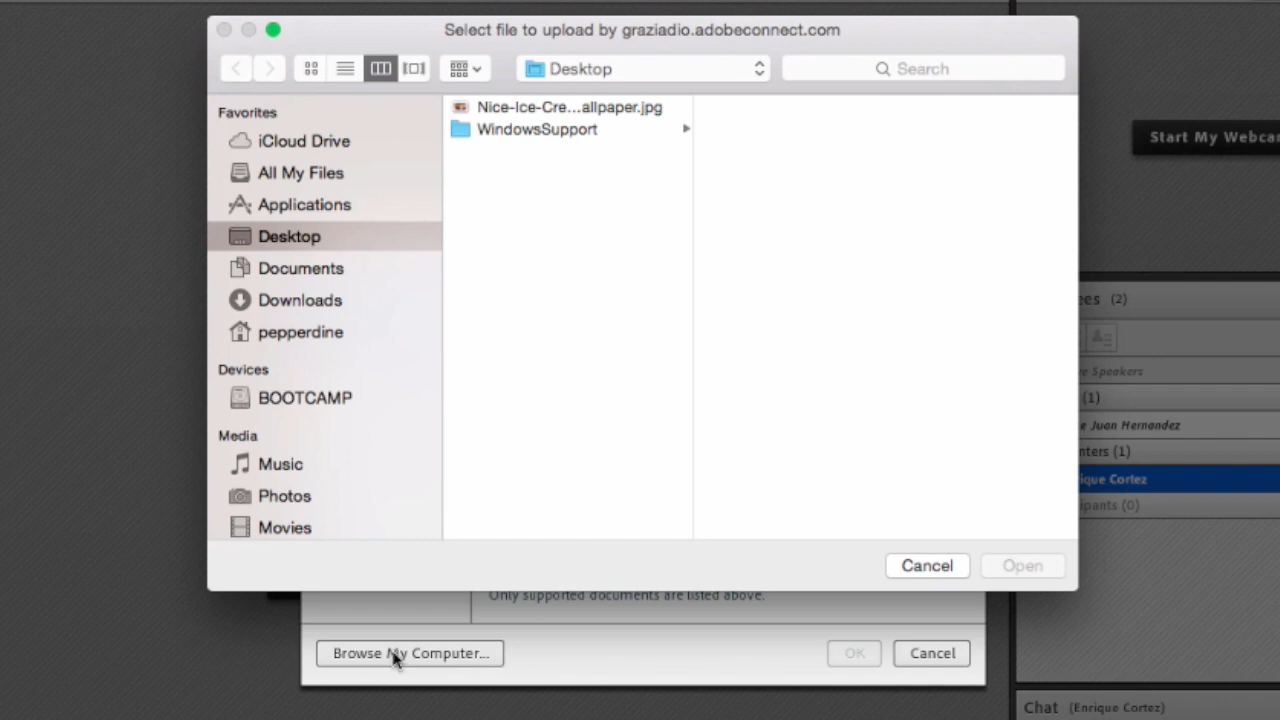 Select file to upload by graziadio.adobeconnect.com
Desktop
Search
Favorites
iCloud Drive
All My Files
Applications
Desktop
Documents
Downloads
pepperdine
Devices
BOOTCAMP
Media
Music
Photos
Movies
Nice-Ice-Cre...allpaper.jpg
WindowsSupport
Cancel
Open
Only supported documents are listed above.
Browse My Computer...
OK
Cancel
Start My Webca
ees (2)
e Speakers
(1)
e Juan Hernandez
nters (1)
ique Cortez
ipants (0)
Chat (Enrique Cortez)